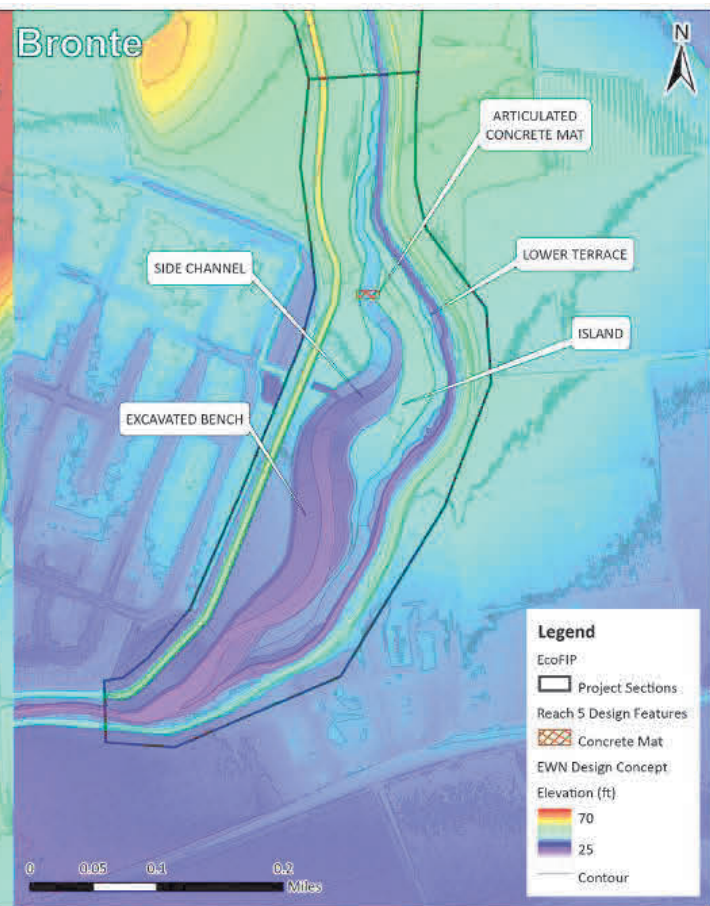 Bronte
N
ARTICULATED
CONCRETE MAT
SIDE CHANNEL
LOWER TERRACE
ISLAND
EXCAVATED BENCH
Legend
EcoFIP
Project Sections
Reach 5 Design Features
Concrete Mat
EWN Design Concept
Elevation (ft)
70
25
Contour
0 0.05 0.1 0.2
Miles